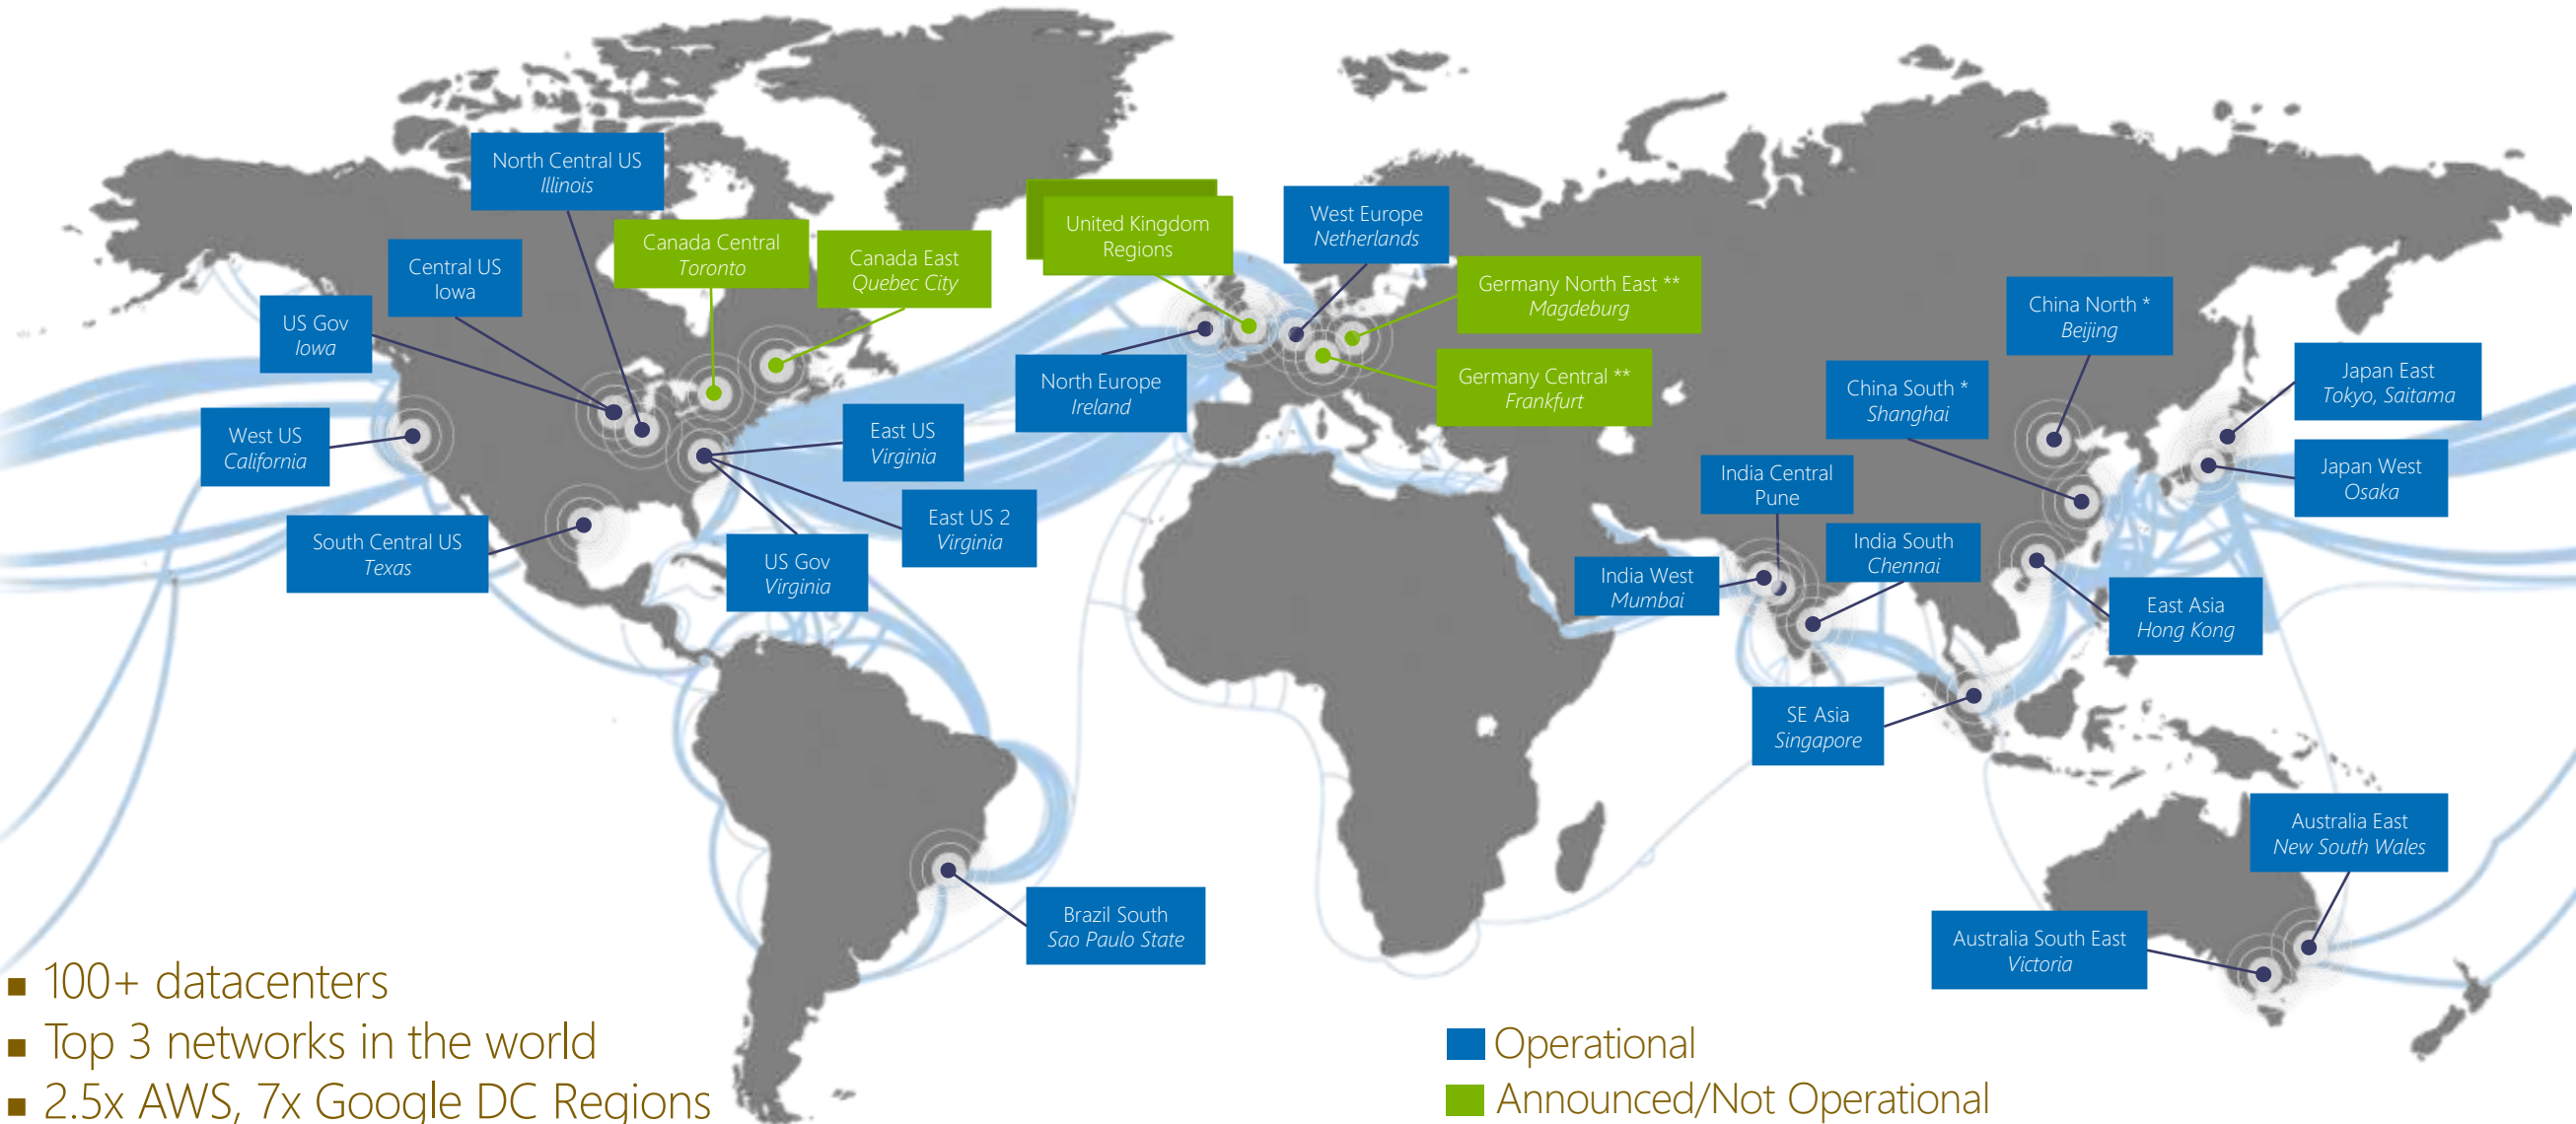 North Central US
Illinois
Central US
Iowa
US Gov
Iowa
West US
California
South Central US
Texas
Canada Central
Toronto
Canada East
Quebec City
East US
Virginia
East US 2
Virginia
US Gov
Virginia
Brazil South
Sao Paulo State
United Kingdom
Regions
West Europe
Netherlands
North Europe
Ireland
Germany North East **
Magdeburg
Germany Central **
Frankfurt
China North *
Beijing
China South *
Shanghai
Japan East
Tokyo, Saitama
Japan West
Osaka
India Central
Pune
India South
Chennai
India West
Mumbai
East Asia
Hong Kong
SE Asia
Singapore
Australia East
New South Wales
Australia South East
Victoria
▪ 100+ datacenters
▪ Top 3 networks in the world
▪ 2.5x AWS, 7x Google DC Regions
Operational
Announced/Not Operational